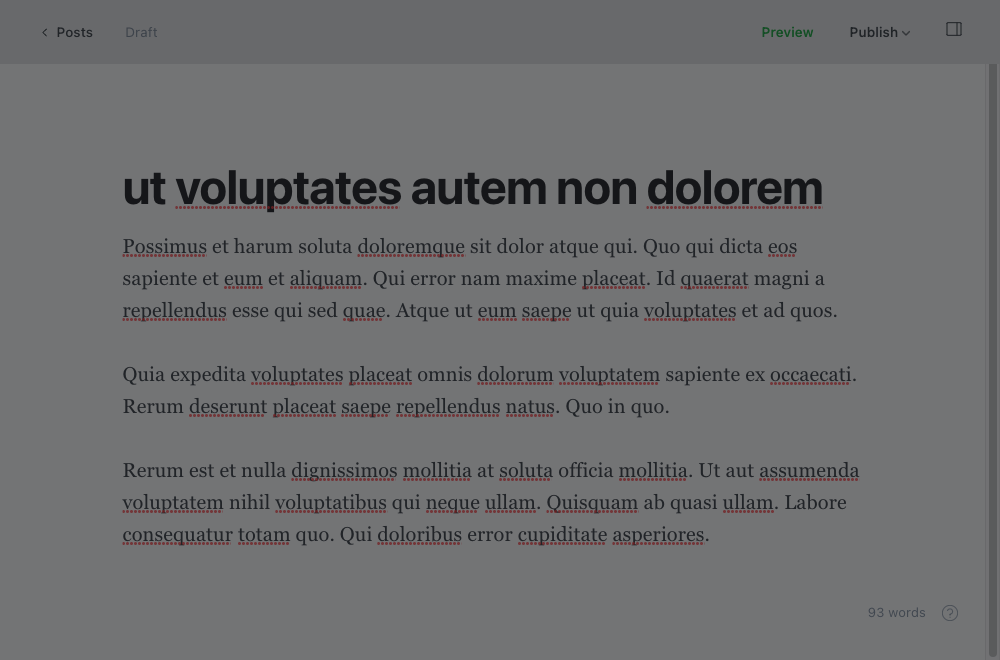 Posts
Draft
Preview
Publish
ut voluptates autem non dolorem
Possimus et harum soluta doloremque sit dolor atque qui. Quo qui dicta eos
sapiente et eum et aliquam. Qui error nam maxime placeat. Id quaerat magni a
repellendus esse qui sed quae. Atque ut eum saepe ut quia voluptates et ad quos.
Quia expedita voluptates placeat omnis dolorum voluptatem sapiente ex occaecati.
Rerum deserunt placeat saepe repellendus natus. Quo in quo.
Rerum est et nulla dignissimos mollitia at soluta officia mollitia. Ut aut assumenda
voluptatem nihil voluptatibus qui neque ullam. Quisquam ab quasi ullam. Labore
consequatur totam quo. Qui doloribus error cupiditate asperiores.
93 words
?